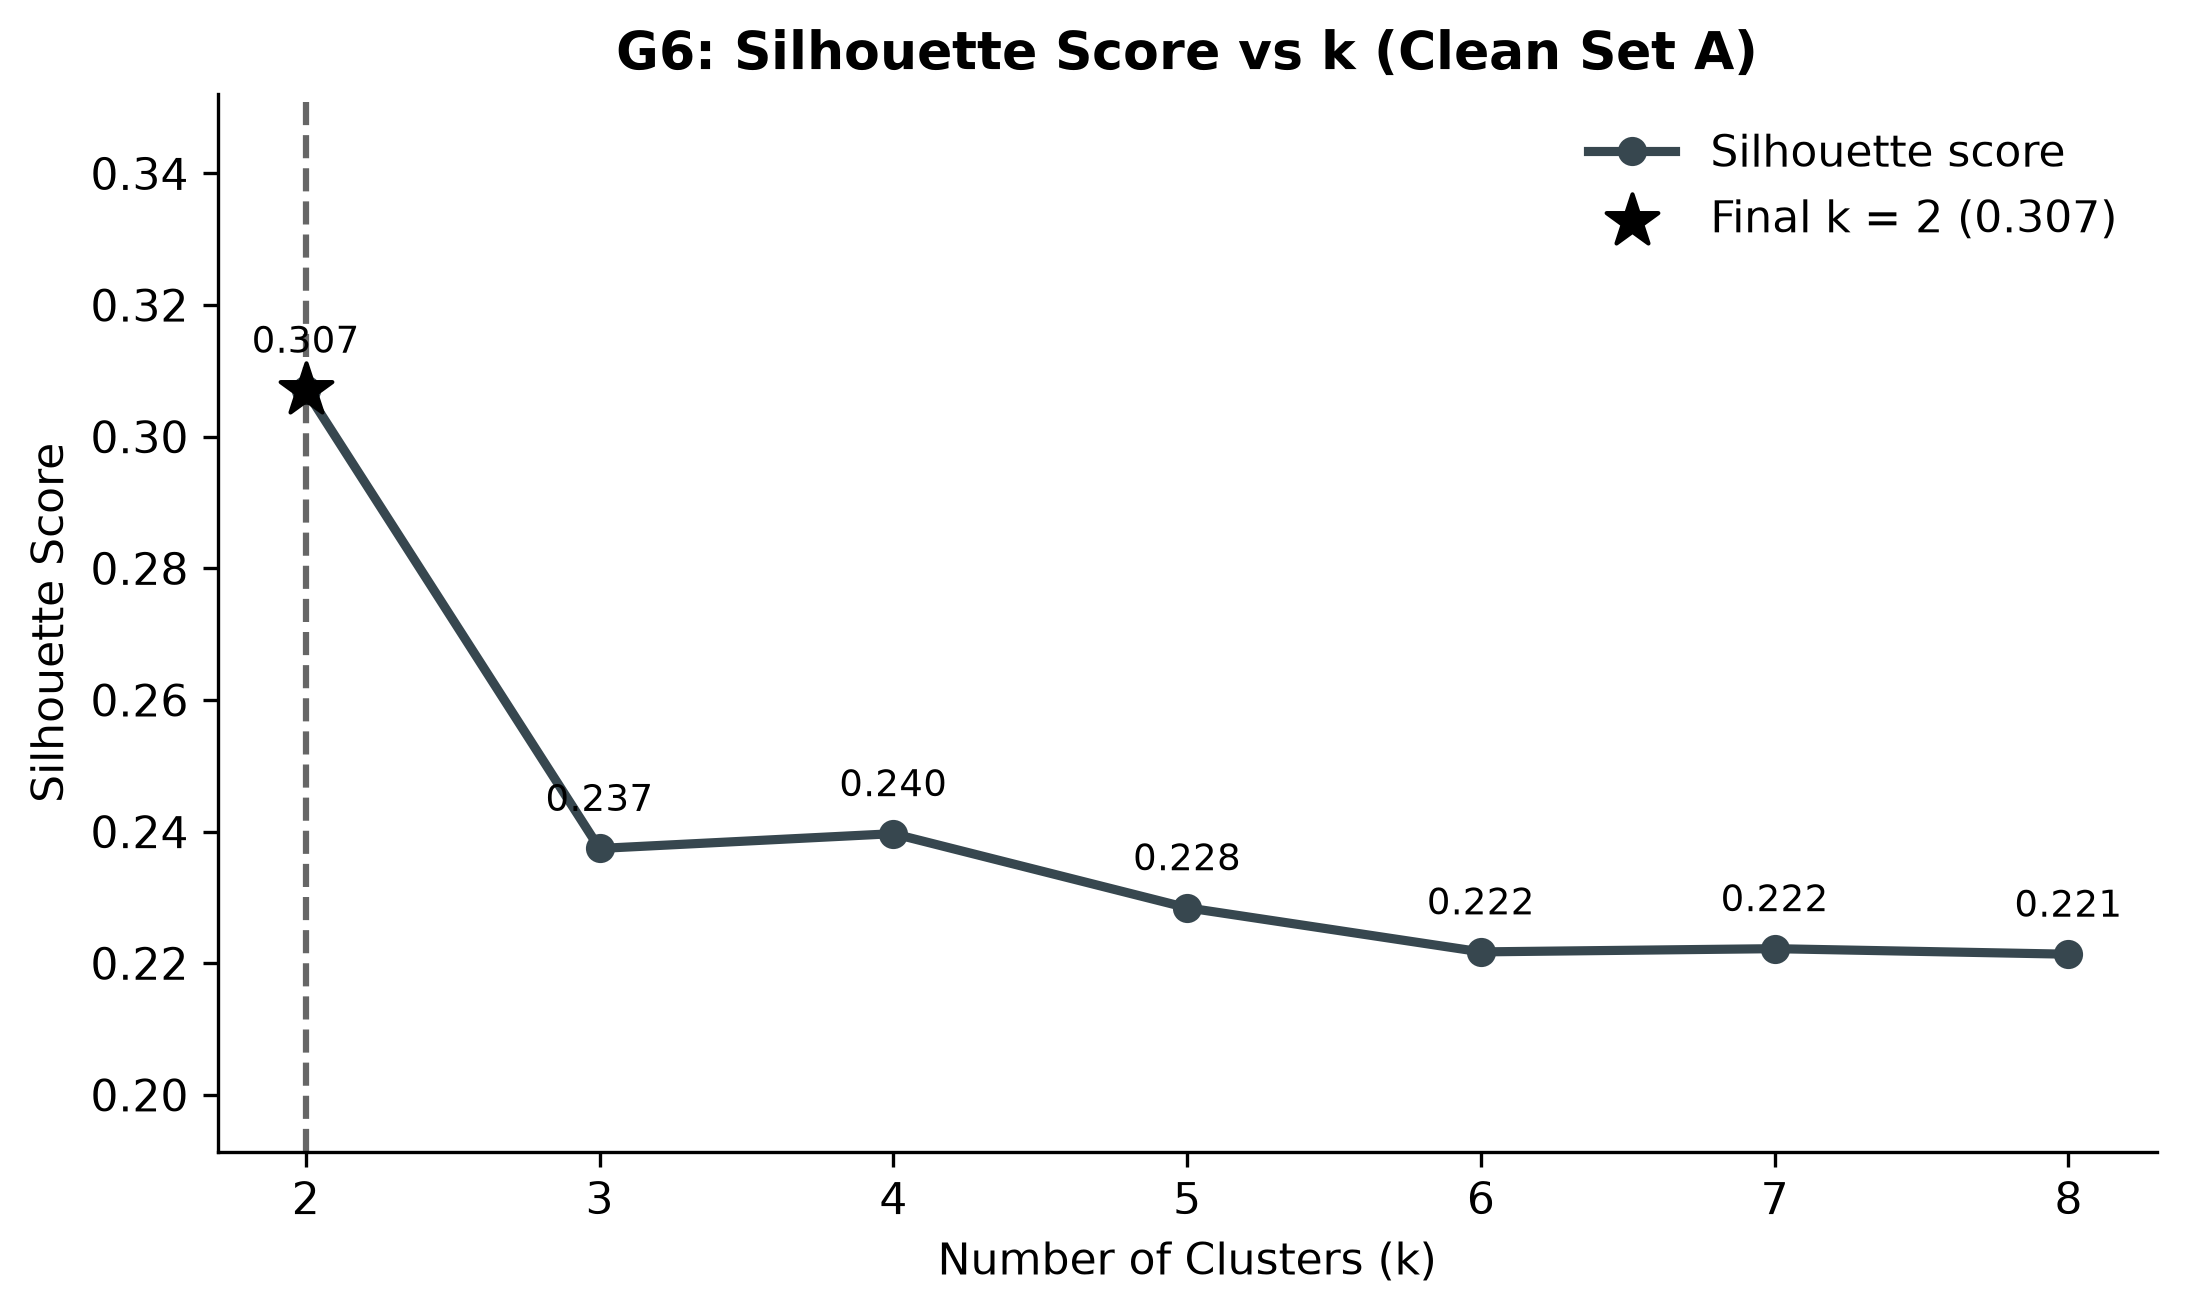 G6: Silhouette Score vs k (Clean Set A)
Silhouette score
Final k = 2 (0.307)
Silhouette Score
0.34
0.32
0.30
0.28
0.26
0.24
0.22
0.20
0.307
0.237
0.240
0.228
0.222
0.222
0.221
2 3 4 5 6 7 8
Number of Clusters (k)